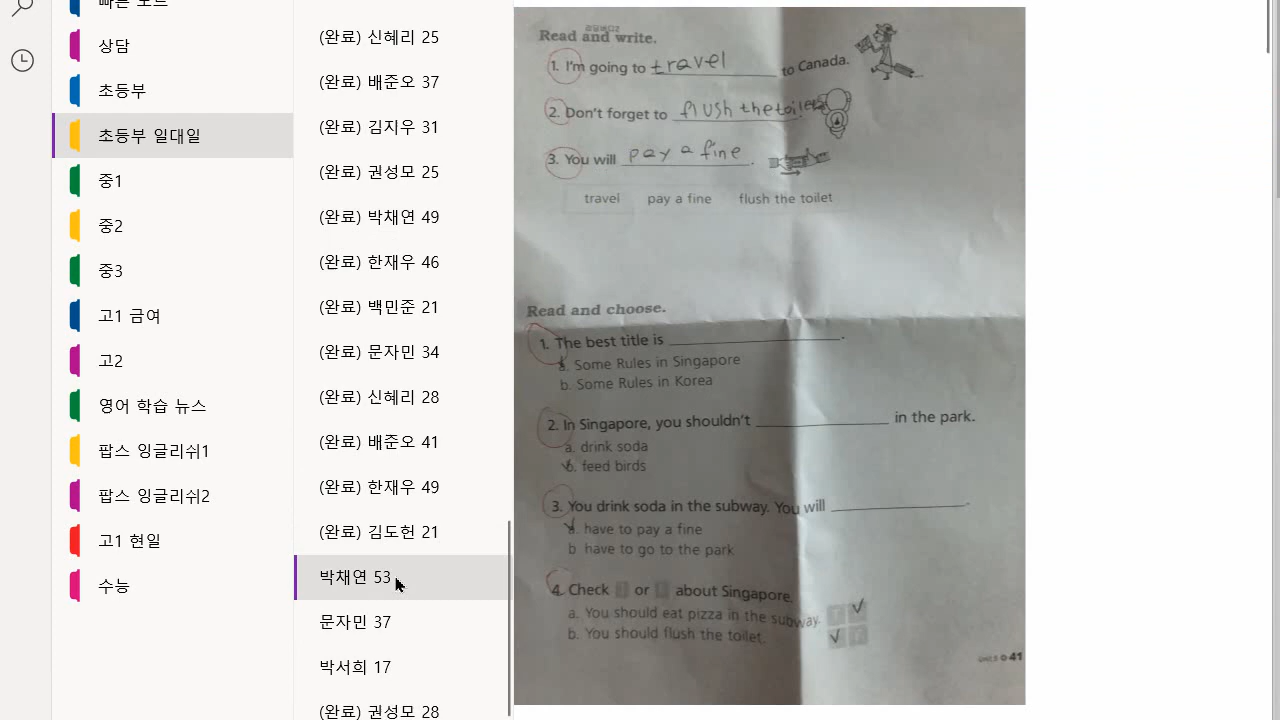 빠른 노트
상담
초등부
초등부 일대일
중1
중2
중3
고1 금여
고2
영어 학습 뉴스
팝스 잉글리쉬1
팝스 잉글리쉬2
고1 현일
수능
(완료) 신혜리 25
(완료) 배준오 37
(완료) 김지우 31
(완료) 권성모 25
(완료) 박채연 49
(완료) 한재우 46
(완료) 백민준 21
(완료) 문자민 34
(완료) 신혜리 28
(완료) 배준오 41
(완료) 한재우 49
(완료) 김도헌 21
박채연 53
문자민 37
박서희 17
(완료) 권성모 28
Read and write.
1. I'm going to travel to Canada.
2. Don't forget to flush the toilet.
3. You will pay a fine.
travel pay a fine flush the toilet
Read and choose.
1. The best title is .
a. Some Rules in Singapore
b. Some Rules in Korea
2. In Singapore, you shouldn't in the park.
a. drink soda
b. feed birds
3. You drink soda in the subway. You will .
a. have to pay a fine
b have to go to the park
4. Check or about Singapore.
a. You should eat pizza in the subway.
b. You should flush the toilet.
41